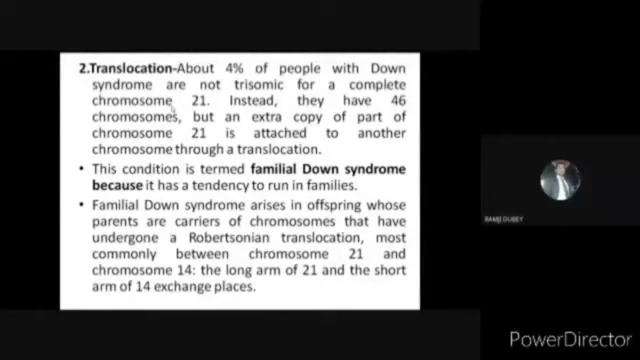 2.Translocation-About 4% of people with Down
syndrome are not trisomic for a complete
chromosome 21. Instead, they have 46
chromosomes, but an extra copy of part of
chromosome 21 is attached to another
chromosome through a translocation.
• This condition is termed familial Down syndrome
because it has a tendency to run in families.
• Familial Down syndrome arises in offspring whose
parents are carriers of chromosomes that have
undergone a Robertsonian translocation, most
commonly between chromosome 21 and
chromosome 14: the long arm of 21 and the short
arm of 14 exchange places.
RAMJI DUBEY
PowerDirector